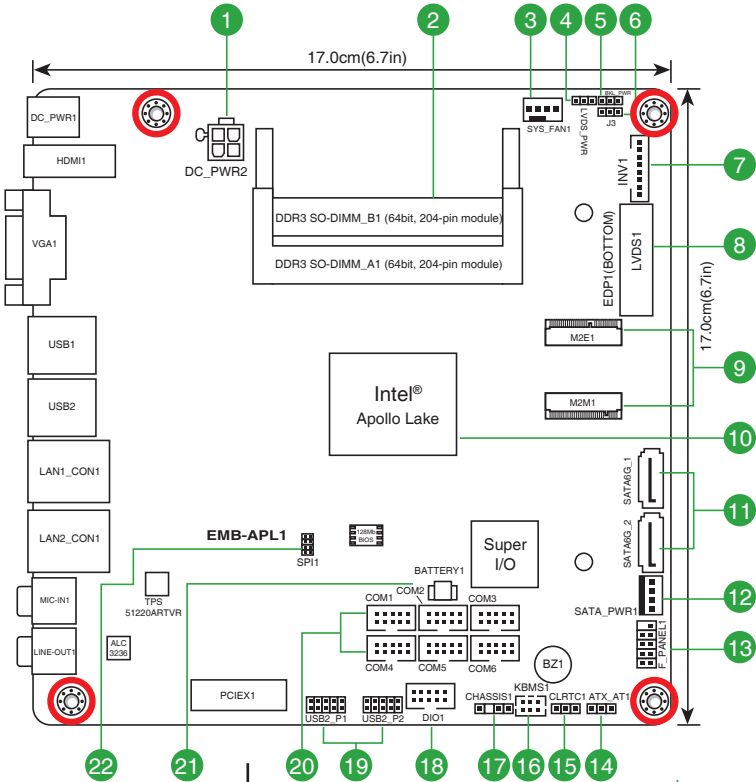 1
2
3
4
5
6
17.0cm(6.7in)
DC_PWR1
HDMI1
VGA1
USB1
USB2
LAN1_CON1
LAN2_CON1
MIC-IN1
LINE-OUT1
DC_PWR2
DDR3 SO-DIMM_B1 (64bit, 204-pin module)
DDR3 SO-DIMM_A1 (64bit, 204-pin module)
SYS_FAN1
LVDS_PWR
BKL_PWR
J3
INV1
7
EDP1(BOTTOM)
LVDS1
8
17.0cm(6.7in)
M2E1
9
M2M1
Intel®
Apollo Lake
10
SATA6G_1
11
SATA6G_2
EMB-APL1
SPI1
128Mb
BIOS
Super
I/O
BATTERY1
TPS
51220ARTVR
ALC
3236
COM1
COM2
COM3
COM4
COM5
COM6
SATA_PWR1
12
F_PANEL1
13
BZ1
PCIEX1
USB2_P1
USB2_P2
DIO1
CHASSIS1
KBMS1
CLRTC1
ATX_AT1
22
21
20
19
18
17
16
15
14